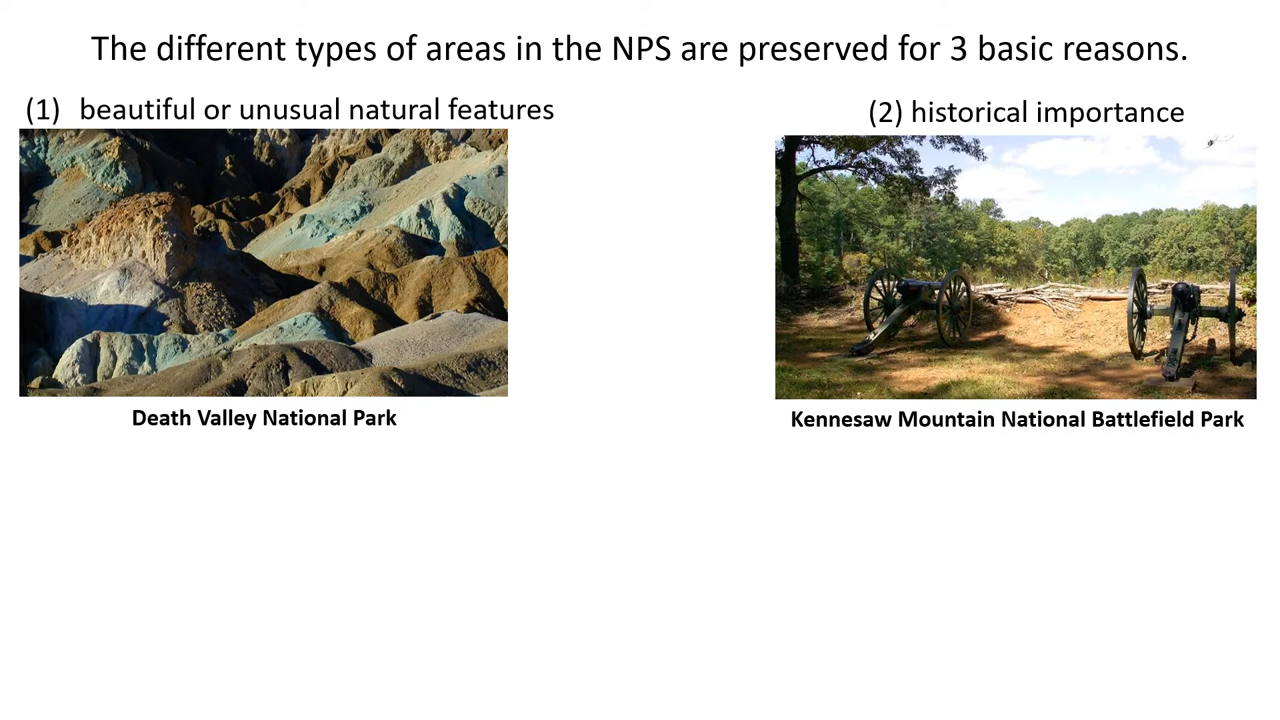 The different types of areas in the NPS are preserved for 3 basic reasons.
(1) beautiful or unusual natural features
(2) historical importance
Death Valley National Park
Kennesaw Mountain National Battlefield Park